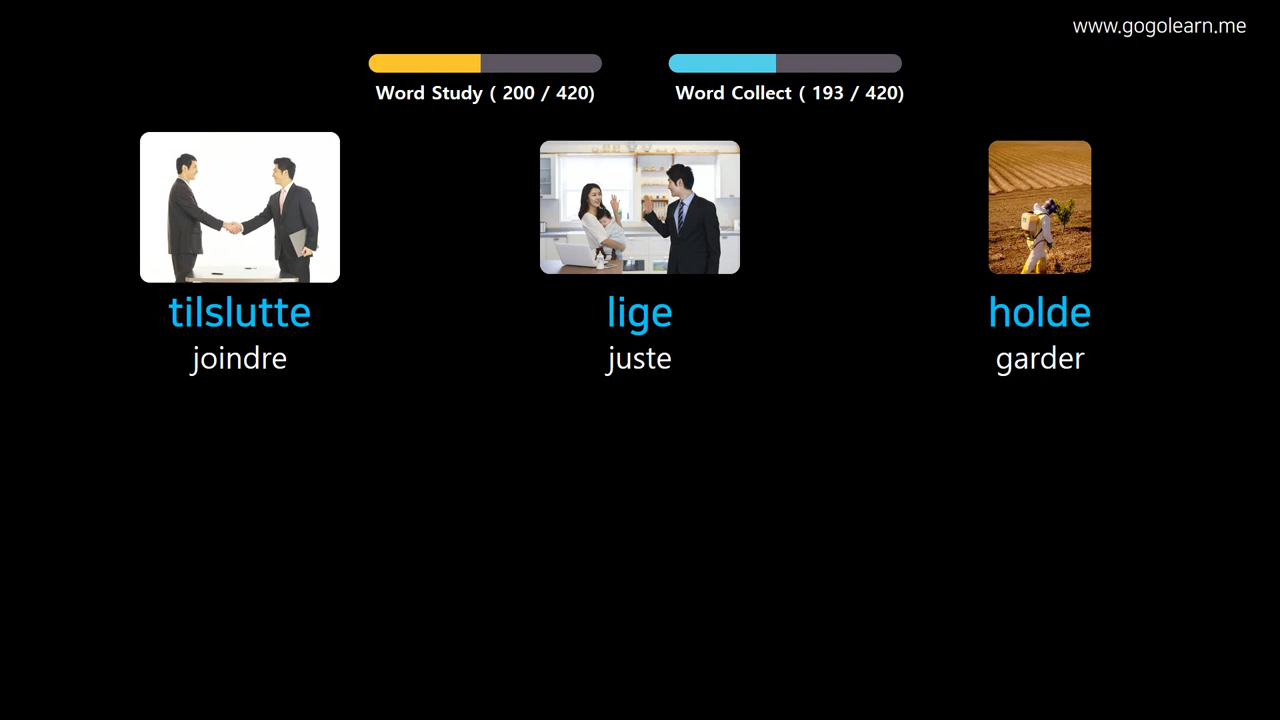 www.gogolearn.me
Word Study ( 200 / 420)
Word Collect ( 193 / 420)
tilslutte
lige
holde
joindre
juste
garder